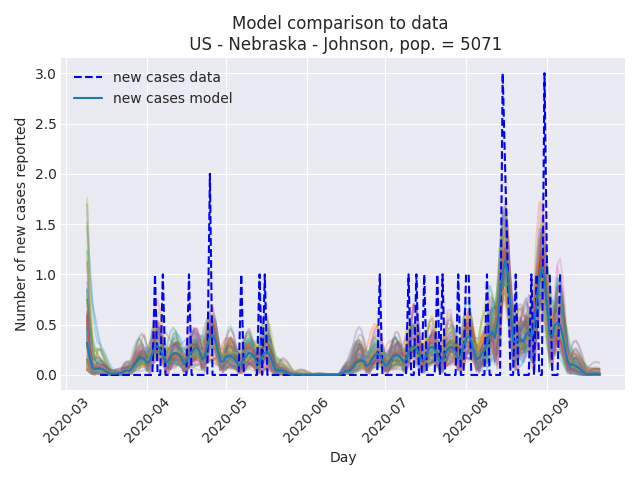 Model comparison to data
US - Nebraska - Johnson, pop. = 5071
new cases data
new cases model
Number of new cases reported
3.0
2.5
2.0
1.5
1.0
0.5
0.0
2020-03
2020-04
2020-05
2020-06
2020-07
2020-08
2020-09
Day